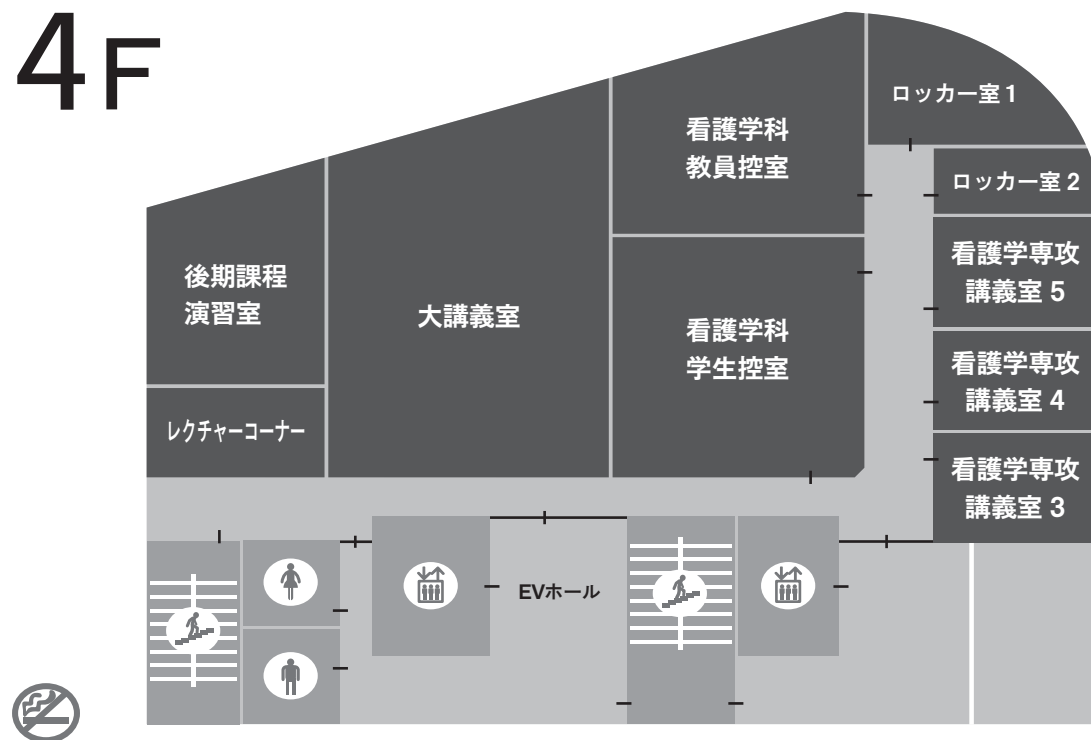 4F
ロッカー室 1
看護学科
教員控室
ロッカー室 2
後期課程
演習室
大講義室
看護学科
学生控室
看護学専攻
講義室 5
看護学専攻
講義室 4
レクチャーコーナー
看護学専攻
講義室 3
EVホール